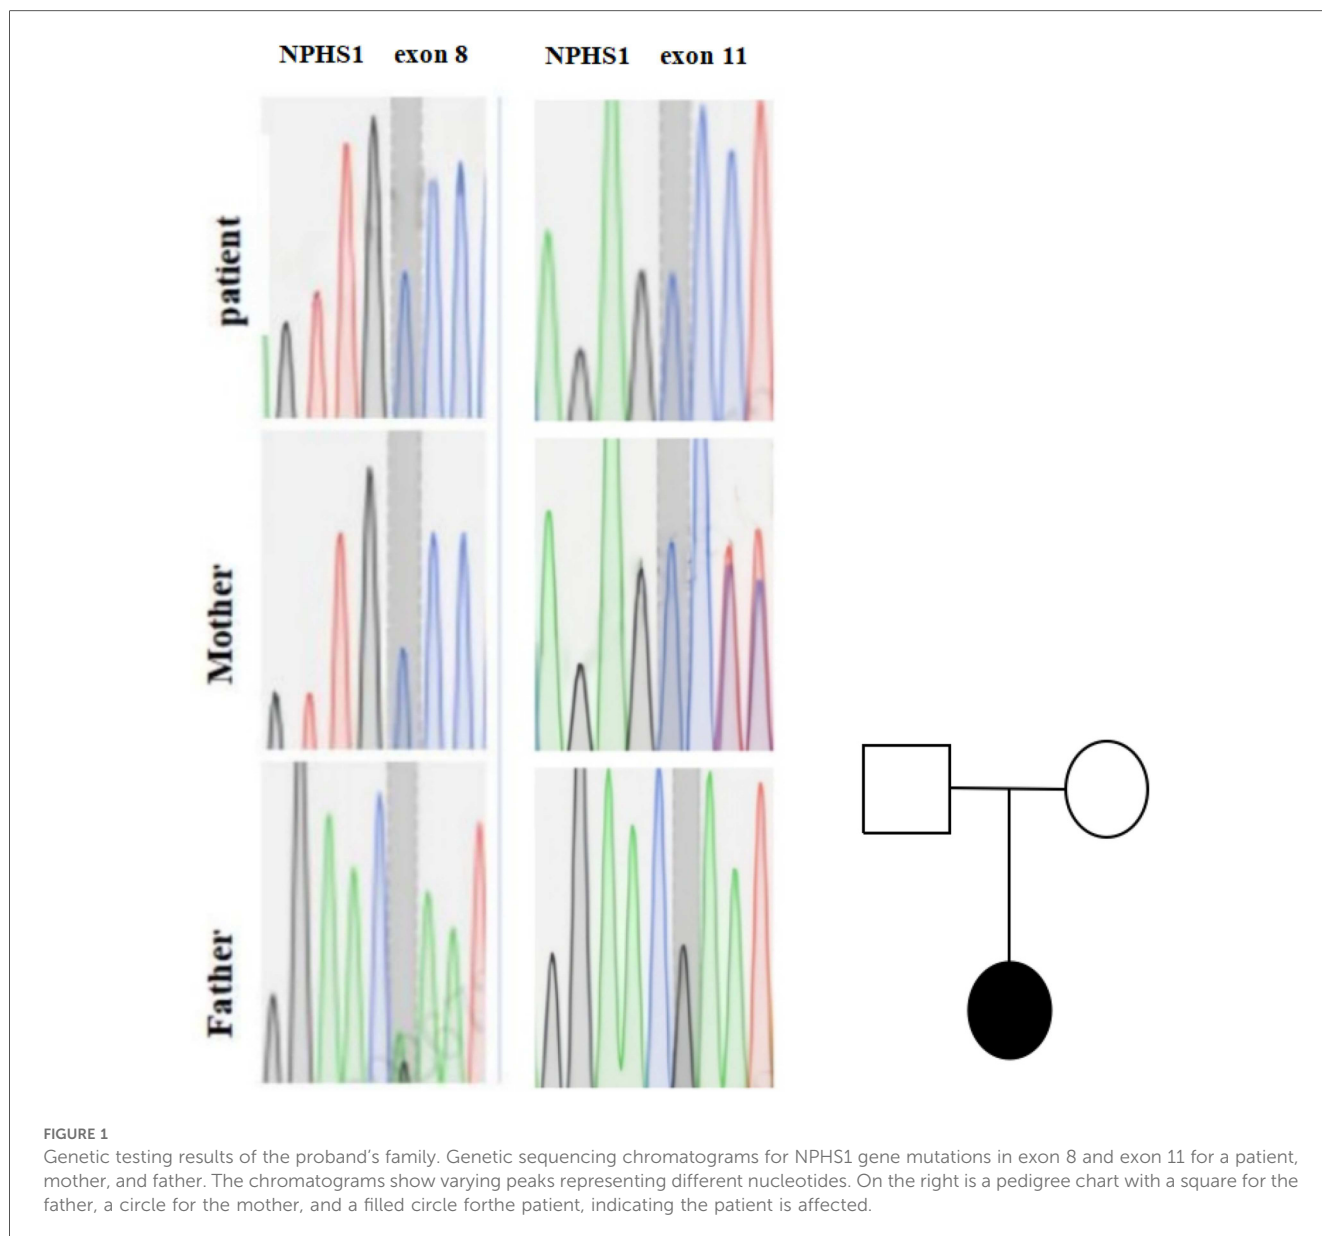 NPHS1 exon 8 NPHS1 exon 11
patient
Mother
Father
FIGURE 1
Genetic testing results of the proband's family. Genetic sequencing chromatograms for NPHS1 gene mutations in exon 8 and exon 11 for a patient,
mother, and father. The chromatograms show varying peaks representing different nucleotides. On the right is a pedigree chart with a square for the
father, a circle for the mother, and a filled circle forthe patient, indicating the patient is affected.